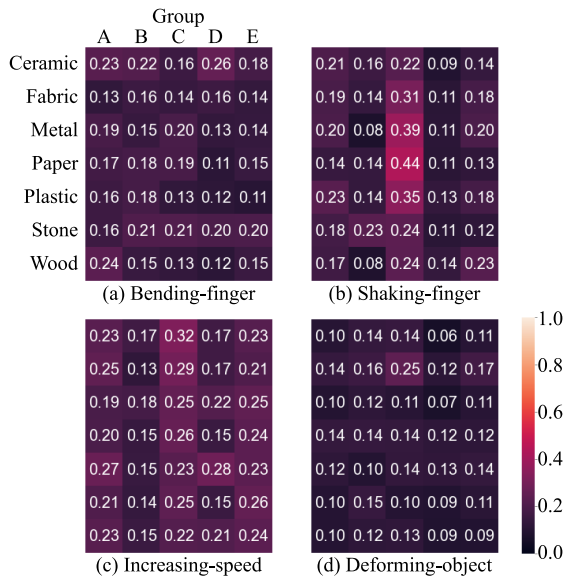 Group
A B C D E
Ceramic 0.23 0.22 0.16 0.26 0.18 0.21 0.16 0.22 0.09 0.14
Fabric 0.13 0.16 0.14 0.16 0.14 0.19 0.14 0.31 0.11 0.18
Metal 0.19 0.15 0.20 0.13 0.14 0.20 0.08 0.39 0.11 0.20
Paper 0.17 0.18 0.19 0.11 0.15 0.14 0.14 0.44 0.11 0.13
Plastic 0.16 0.18 0.13 0.12 0.11 0.23 0.14 0.35 0.13 0.18
Stone 0.16 0.21 0.21 0.20 0.20 0.18 0.23 0.24 0.11 0.12
Wood 0.24 0.15 0.13 0.12 0.15 0.17 0.08 0.24 0.14 0.23
(a) Bending-finger (b) Shaking-finger
0.23 0.17 0.32 0.17 0.23 0.10 0.14 0.14 0.06 0.11 1.0
0.25 0.13 0.29 0.17 0.21 0.14 0.16 0.25 0.12 0.17 0.8
0.19 0.18 0.25 0.22 0.25 0.10 0.12 0.11 0.07 0.11 0.6
0.20 0.15 0.26 0.15 0.24 0.14 0.14 0.14 0.12 0.12 0.4
0.27 0.15 0.23 0.28 0.23 0.12 0.10 0.14 0.13 0.14
0.21 0.14 0.25 0.15 0.26 0.10 0.15 0.10 0.09 0.11 0.2
0.23 0.15 0.22 0.21 0.24 0.10 0.12 0.13 0.09 0.09 0.0
(c) Increasing-speed (d) Deforming-object